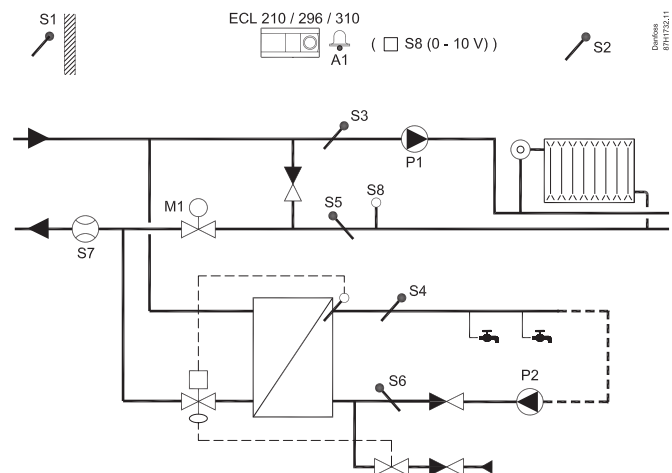 S1
ECL 210 / 296 / 310
A1
( □ S8 (0 - 10 V) )
S2
Danfoss
87H1732.11
S3
P1
M1
S5
S8
S7
S4
S6
P2